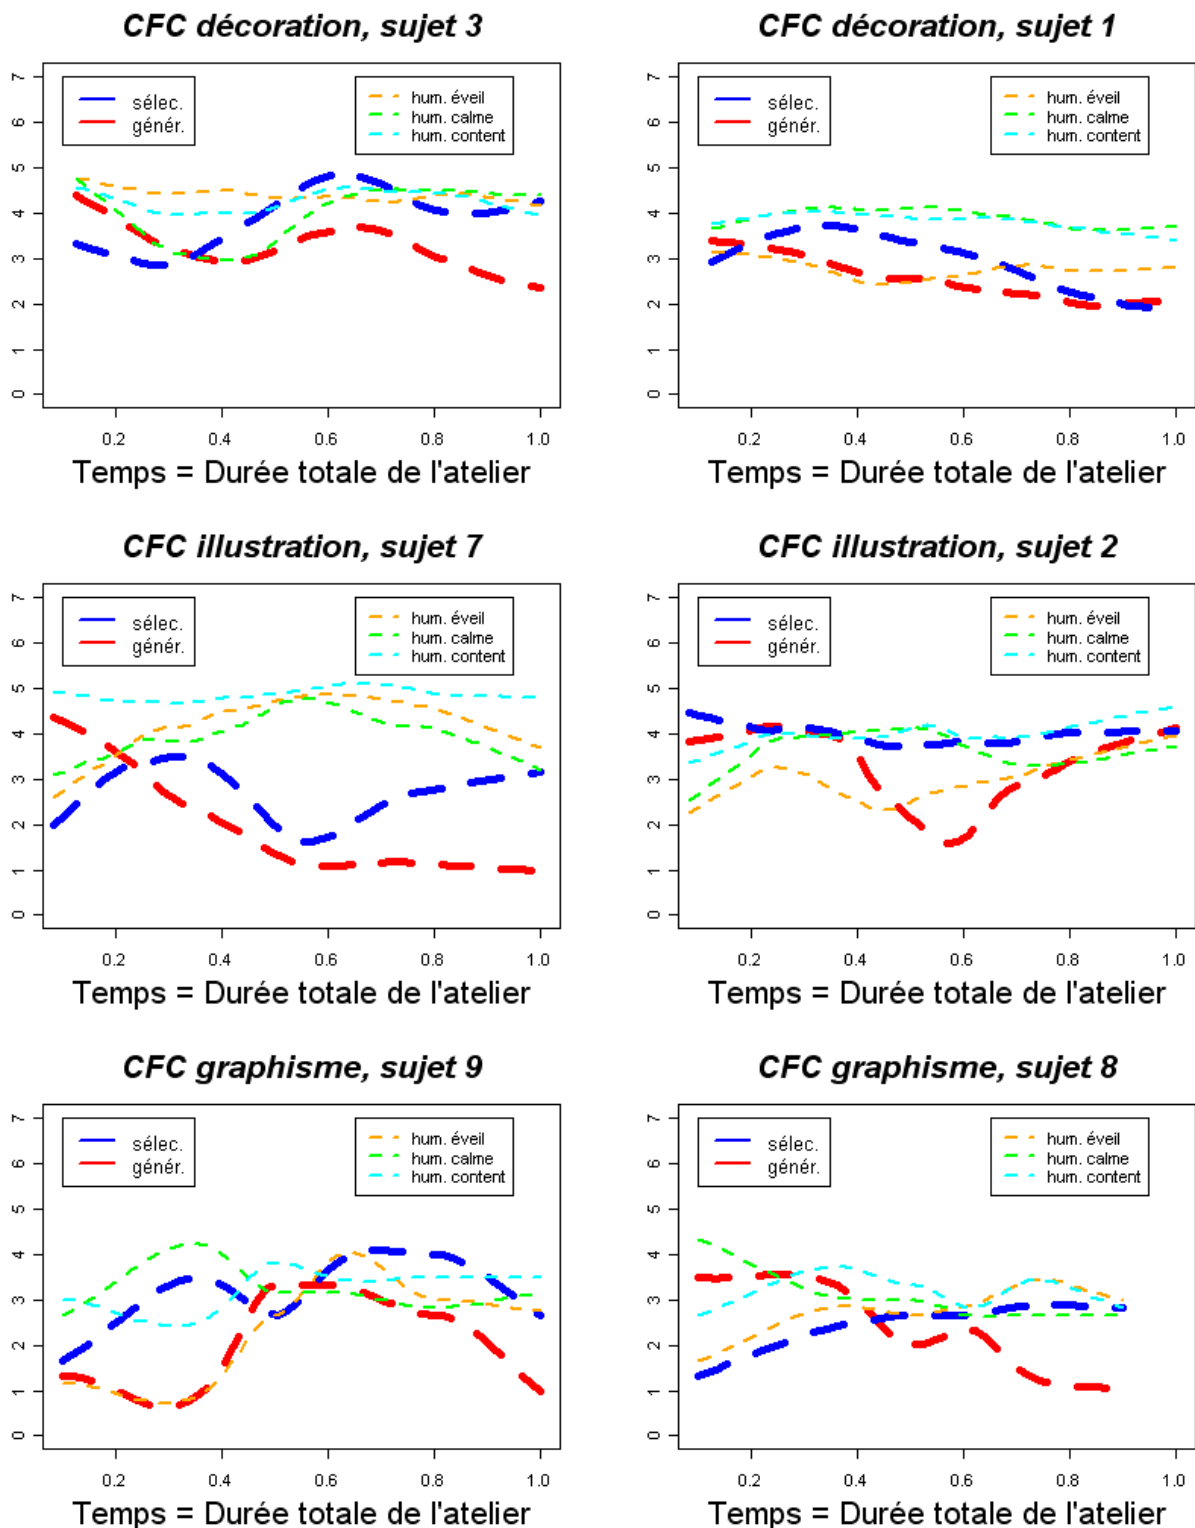 CFC décoration, sujet 3
7
6
5
4
3
2
1
0
sélec.
génér.
hum. éveil
hum. calme
hum. content
0.2 0.4 0.6 0.8 1.0
Temps = Durée totale de l'atelier
CFC décoration, sujet 1
7
6
5
4
3
2
1
0
sélec.
génér.
hum. éveil
hum. calme
hum. content
0.2 0.4 0.6 0.8 1.0
Temps = Durée totale de l'atelier
CFC illustration, sujet 7
7
6
5
4
3
2
1
0
sélec.
génér.
hum. éveil
hum. calme
hum. content
0.2 0.4 0.6 0.8 1.0
Temps = Durée totale de l'atelier
CFC illustration, sujet 2
7
6
5
4
3
2
1
0
sélec.
génér.
hum. éveil
hum. calme
hum. content
0.2 0.4 0.6 0.8 1.0
Temps = Durée totale de l'atelier
CFC graphisme, sujet 9
7
6
5
4
3
2
1
0
sélec.
génér.
hum. éveil
hum. calme
hum. content
0.2 0.4 0.6 0.8 1.0
Temps = Durée totale de l'atelier
CFC graphisme, sujet 8
7
6
5
4
3
2
1
0
sélec.
génér.
hum. éveil
hum. calme
hum. content
0.2 0.4 0.6 0.8 1.0
Temps = Durée totale de l'atelier